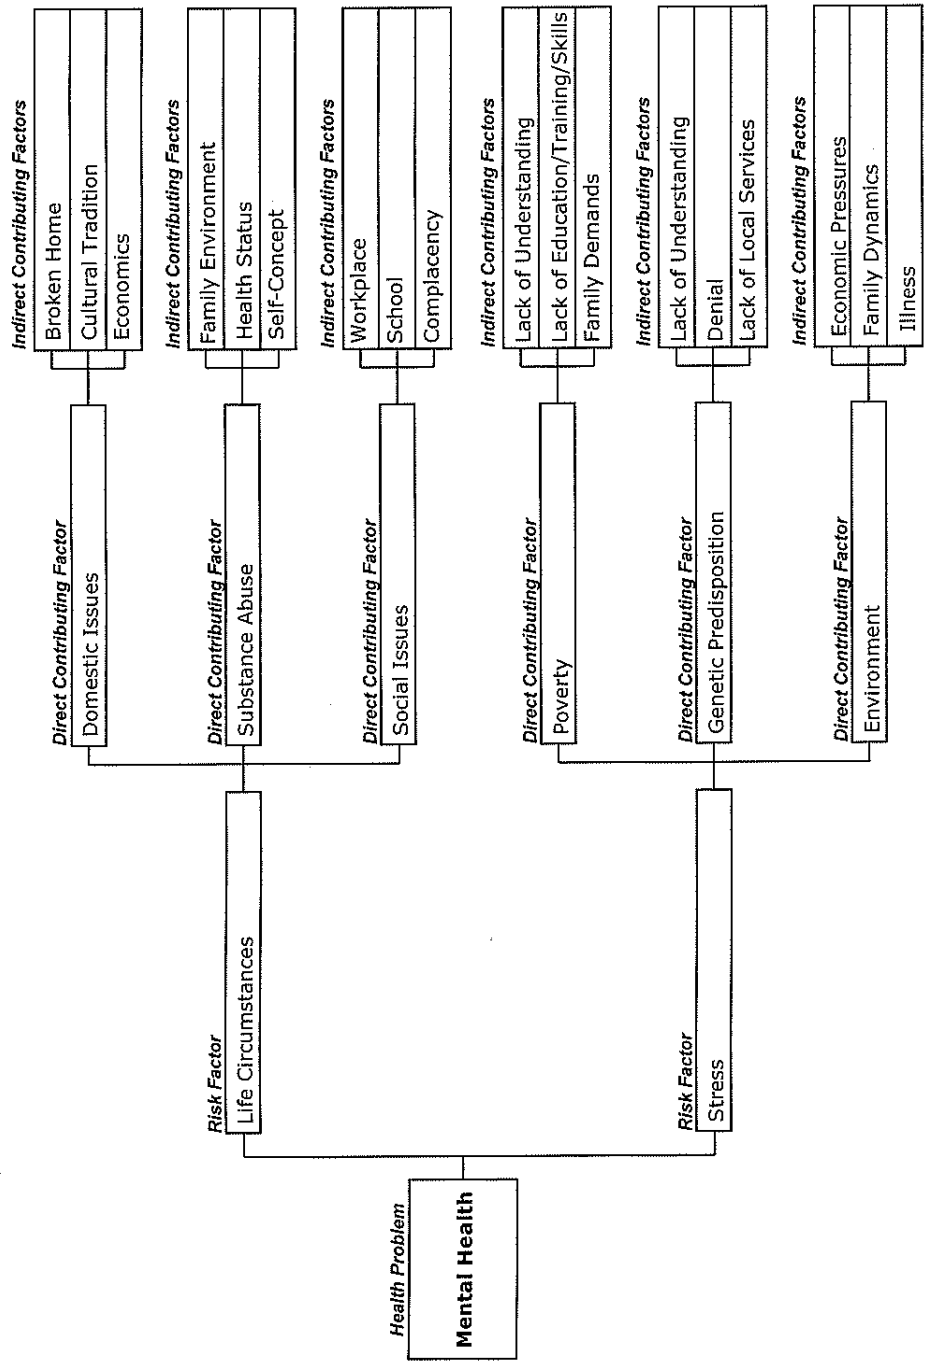 Health Problem
Mental Health
Risk Factor
Life Circumstances
Direct Contributing Factor
Domestic Issues
Indirect Contributing Factors
Broken Home
Cultural Tradition
Economics
Direct Contributing Factor
Substance Abuse
Indirect Contributing Factors
Family Environment
Health Status
Self-Concept
Direct Contributing Factor
Social Issues
Indirect Contributing Factors
Workplace
School
Complacency
Risk Factor
Stress
Direct Contributing Factor
Poverty
Indirect Contributing Factors
Lack of Understanding
Lack of Education/Training/Skills
Family Demands
Direct Contributing Factor
Genetic Predisposition
Indirect Contributing Factors
Lack of Understanding
Denial
Lack of Local Services
Direct Contributing Factor
Environment
Indirect Contributing Factors
Economic Pressures
Family Dynamics
Illness